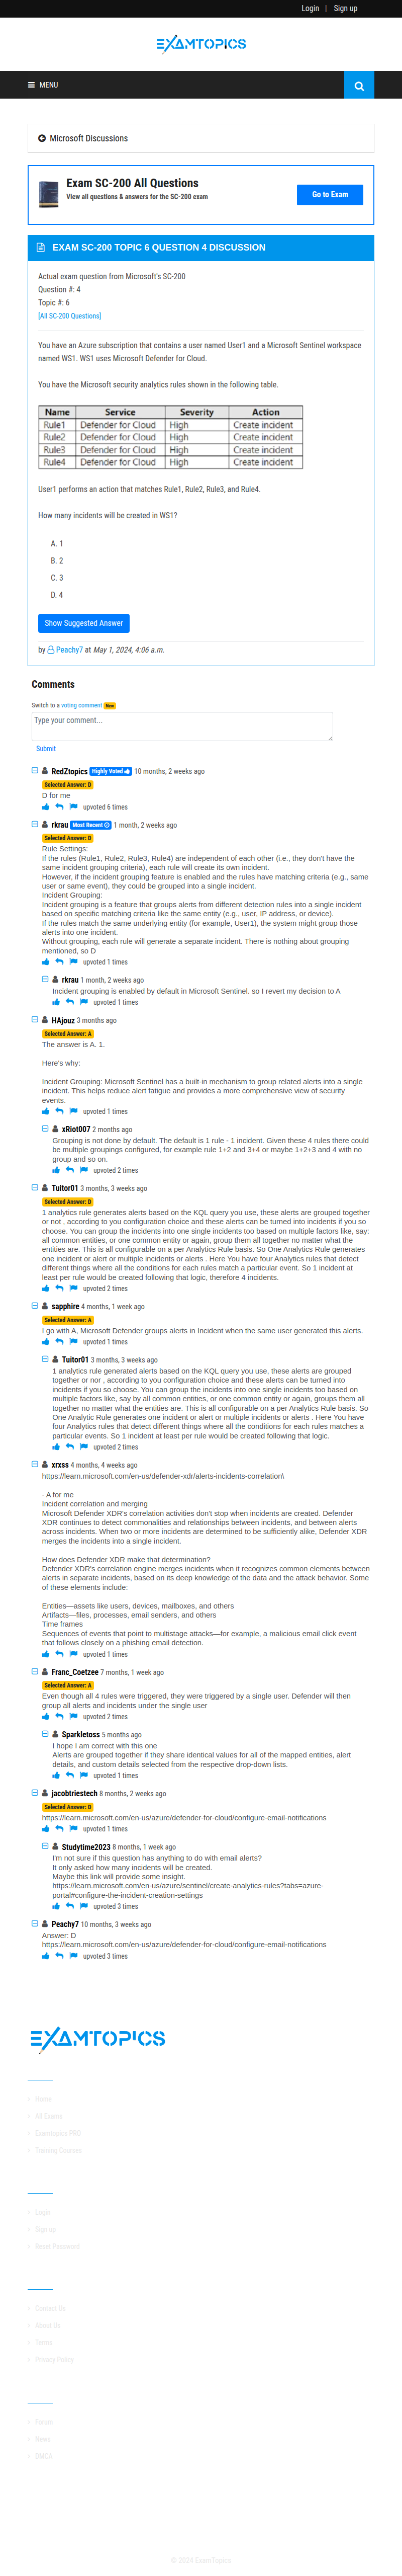 Login | Sign up
EXAMTOPICS
MENU
Microsoft Discussions
Exam SC-200 All Questions
View all questions & answers for the SC-200 exam
Go to Exam
EXAM SC-200 TOPIC 6 QUESTION 4 DISCUSSION
Actual exam question from Microsoft's SC-200
Question #: 4
Topic #: 6
[All SC-200 Questions]
You have an Azure subscription that contains a user named User1 and a Microsoft Sentinel workspace
named WS1. WS1 uses Microsoft Defender for Cloud.
You have the Microsoft security analytics rules shown in the following table.
Name Service Severity Action
Rule1 Defender for Cloud High Create incident
Rule2 Defender for Cloud High Create incident
Rule3 Defender for Cloud High Create incident
Rule4 Defender for Cloud High Create incident
User1 performs an action that matches Rule1, Rule2, Rule3, and Rule4.
How many incidents will be created in WS1?
A. 1
B. 2
C. 3
D. 4
Show Suggested Answer
by Peachy7 at May 1, 2024, 4:06 a.m.
Comments
Switch to a voting comment New
Type your comment...
Submit
RedZtopics Highly Voted 10 months, 2 weeks ago
Selected Answer: D
D for me
upvoted 6 times
rkrau Most Recent 1 month, 2 weeks ago
Selected Answer: D
Rule Settings:
If the rules (Rule1, Rule2, Rule3, Rule4) are independent of each other (i.e., they don't have the
same incident grouping criteria), each rule will create its own incident.
However, if the incident grouping feature is enabled and the rules have matching criteria (e.g., same
user or same event), they could be grouped into a single incident.
Incident Grouping:
Incident grouping is a feature that groups alerts from different detection rules into a single incident
based on specific matching criteria like the same entity (e.g., user, IP address, or device).
If the rules match the same underlying entity (for example, User1), the system might group those
alerts into one incident.
Without grouping, each rule will generate a separate incident. There is nothing about grouping
mentioned, so D
upvoted 1 times
rkrau 1 month, 2 weeks ago
Incident grouping is enabled by default in Microsoft Sentinel. so I revert my decision to A
upvoted 1 times
HAjouz 3 months ago
Selected Answer: A
The answer is A. 1.
Here's why:
Incident Grouping: Microsoft Sentinel has a built-in mechanism to group related alerts into a single
incident. This helps reduce alert fatigue and provides a more comprehensive view of security
events.
upvoted 1 times
xRiot007 2 months ago
Grouping is not done by default. The default is 1 rule - 1 incident. Given these 4 rules there could
be multiple groupings configured, for example rule 1+2 and 3+4 or maybe 1+2+3 and 4 with no
group and so on.
upvoted 2 times
Tuitor01 3 months, 3 weeks ago
Selected Answer: D
1 analytics rule generates alerts based on the KQL query you use, these alerts are grouped together
or not , according to you configuration choice and these alerts can be turned into incidents if you so
choose. You can group the incidents into one single incidents too based on multiple factors like, say:
all common entities, or one common entity or again, group them all together no matter what the
entities are. This is all configurable on a per Analytics Rule basis. So One Analytic Rule generates
one incident or alert or multiple incidents or alerts . Here You have four Analytics rules that detect
different things where all the conditions for each rules match a particular event. So 1 incident at
least per rule would be created following that logic, therefore 4 incidents.
upvoted 2 times
sapphire 4 months, 1 week ago
Selected Answer: A
I go with A, Microsoft Defender groups alerts in Incident when the same user generated this alerts.
upvoted 1 times
Tuitor01 3 months, 3 weeks ago
1 analytics rule generated alerts based on the KQL query you use, these alerts are grouped
together or nor , according to you configuration choice and these alerts can be turned into
incidents if you so choose. You can group the incidents into one single incidents too based on
multiple factors like, say by all common entities, or one common entity or again, groups them all
together no matter what the entities are. This is all configurable on a per Analytics Rule basis. So
One Analytic Rule generates one incident or alert or multiple incidents or alerts . Here You have
four Analytics rules that detect different things where all the conditions for each rules matches a
particular events. So 1 incident at least per rule would be created following that logic.
upvoted 2 times
xrxss 4 months, 4 weeks ago
https://learn.microsoft.com/en-us/defender-xdr/alerts-incidents-correlation\
- A for me
Incident correlation and merging
Microsoft Defender XDR's correlation activities don't stop when incidents are created. Defender
XDR continues to detect commonalities and relationships between incidents, and between alerts
across incidents. When two or more incidents are determined to be sufficiently alike, Defender XDR
merges the incidents into a single incident.
How does Defender XDR make that determination?
Defender XDR's correlation engine merges incidents when it recognizes common elements between
alerts in separate incidents, based on its deep knowledge of the data and the attack behavior. Some
of these elements include:
Entities—assets like users, devices, mailboxes, and others
Artifacts—files, processes, email senders, and others
Time frames
Sequences of events that point to multistage attacks—for example, a malicious email click event
that follows closely on a phishing email detection.
upvoted 1 times
Franc_Coetzee 7 months, 1 week ago
Selected Answer: A
Even though all 4 rules were triggered, they were triggered by a single user. Defender will then
group all alerts and incidents under the single user
upvoted 2 times
Sparkletoss 5 months ago
I hope I am correct with this one
Alerts are grouped together if they share identical values for all of the mapped entities, alert
details, and custom details selected from the respective drop-down lists.
upvoted 1 times
jacobtriestech 8 months, 2 weeks ago
Selected Answer: D
https://learn.microsoft.com/en-us/azure/defender-for-cloud/configure-email-notifications
upvoted 1 times
Studytime2023 8 months, 1 week ago
I'm not sure if this question has anything to do with email alerts?
It only asked how many incidents will be created.
Maybe this link will provide some insight.
https://learn.microsoft.com/en-us/azure/sentinel/create-analytics-rules?tabs=azure-
portal#configure-the-incident-creation-settings
upvoted 3 times
Peachy7 10 months, 3 weeks ago
Answer: D
https://learn.microsoft.com/en-us/azure/defender-for-cloud/configure-email-notifications
upvoted 3 times
EXAMTOPICS
Home
All Exams
Examtopics PRO
Training Courses
Login
Sign up
Reset Password
Contact Us
About Us
Terms
Privacy Policy
Forum
News
DMCA
© 2024 ExamTopics